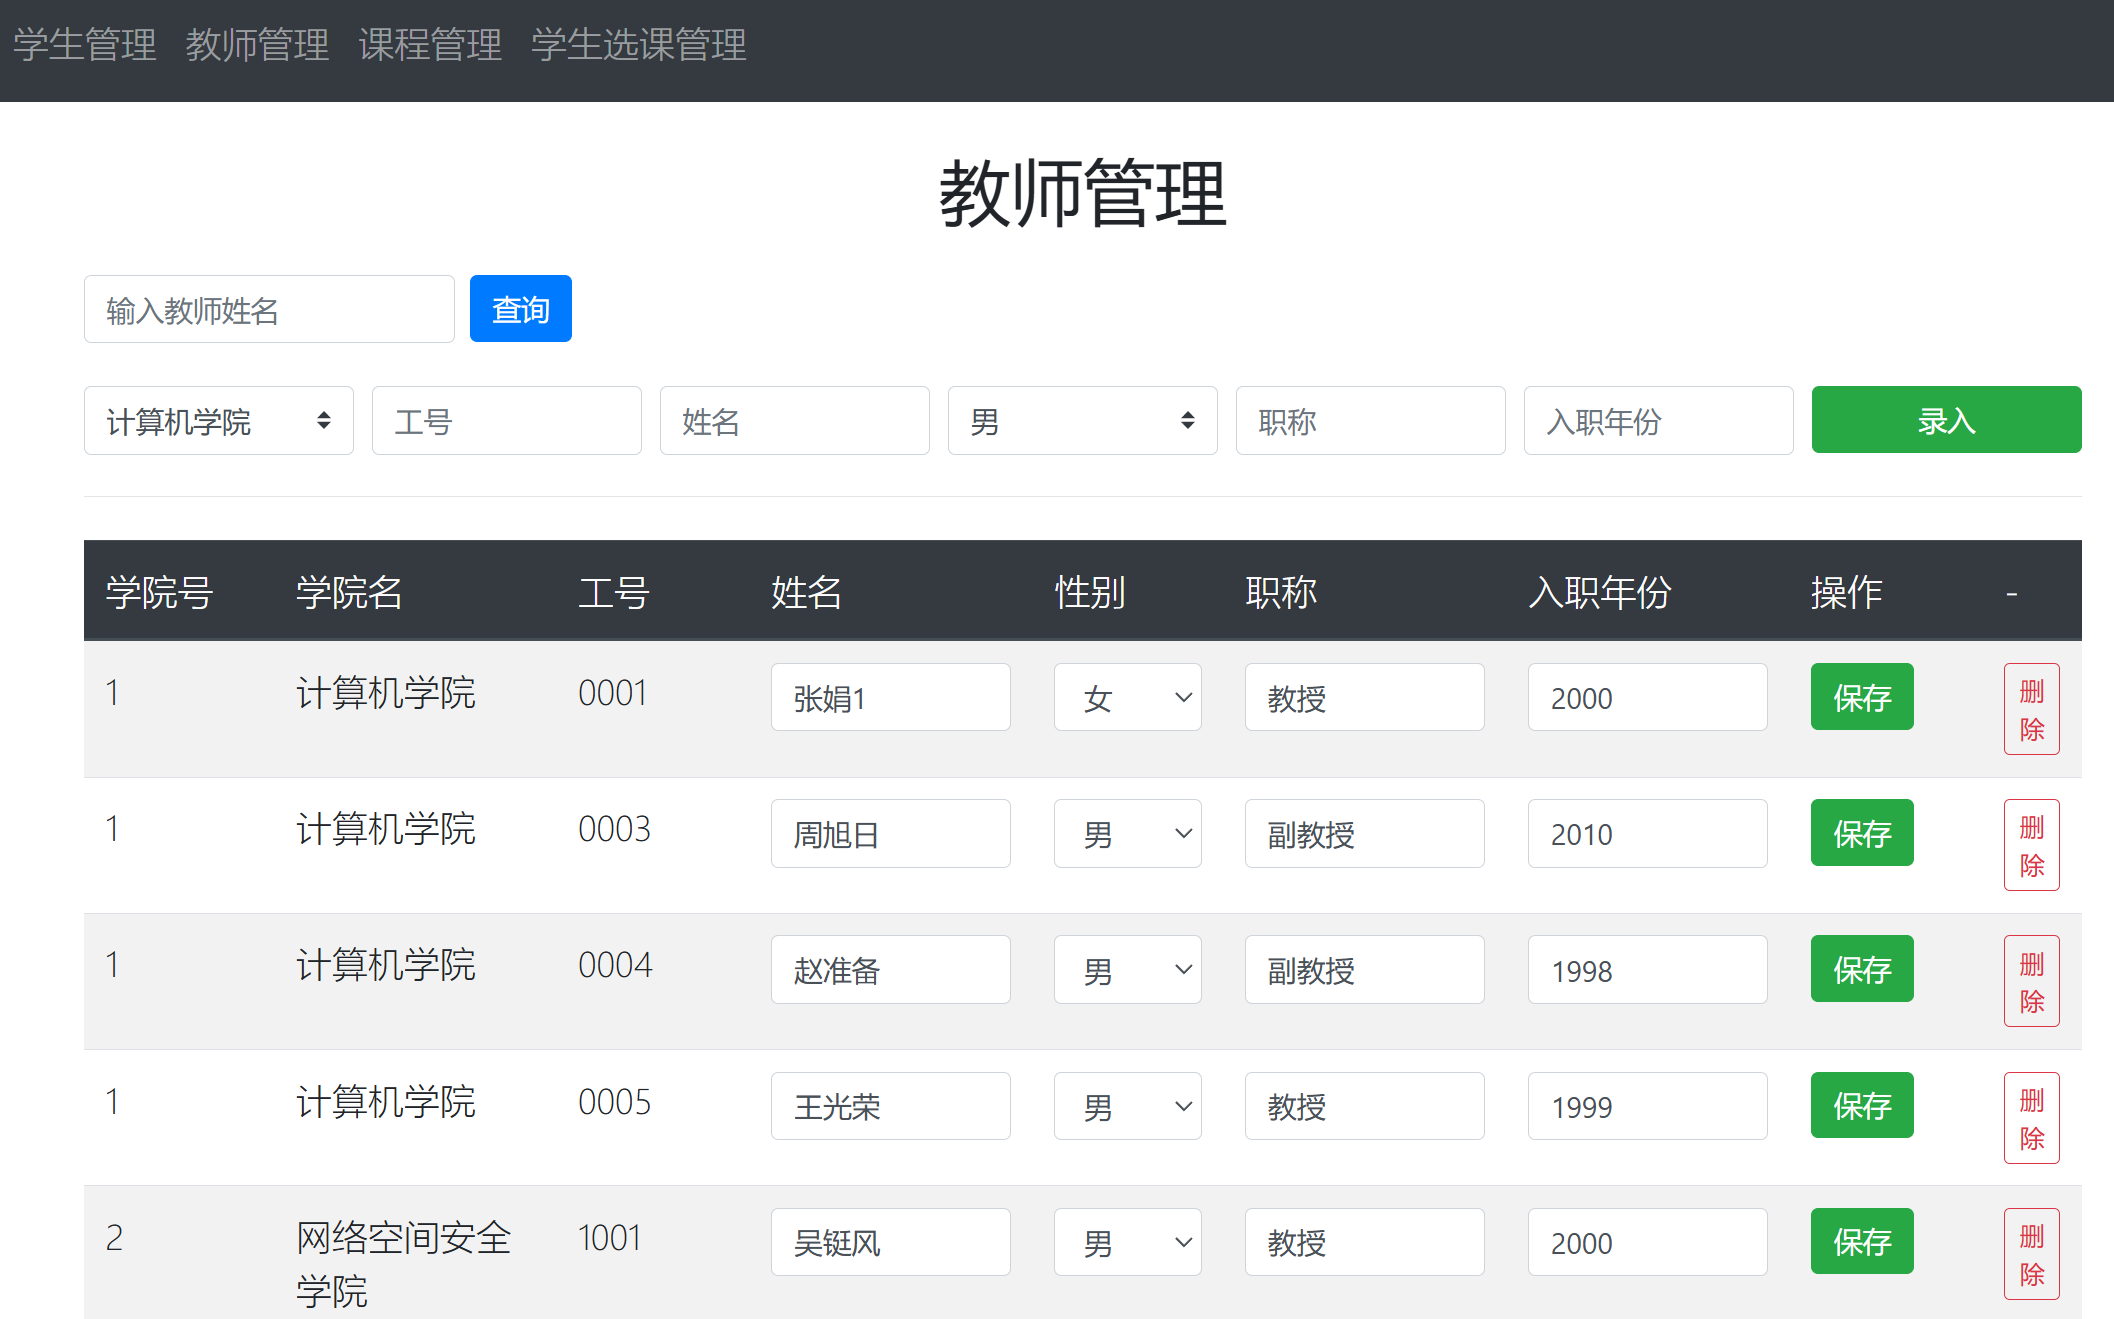 学生管理 教师管理 课程管理 学生选课管理
教师管理
输入教师姓名 查询
计算机学院 工号 姓名 男 职称 入职年份 录入
学院号 学院名 工号 姓名 性别 职称 入职年份 操作 -
1 计算机学院 0001 张娟1 女 教授 2000 保存 删
除
1 计算机学院 0003 周旭日 男 副教授 2010 保存 删
除
1 计算机学院 0004 赵准备 男 副教授 1998 保存 删
除
1 计算机学院 0005 王光荣 男 教授 1999 保存 删
除
2 网络空间安全 1001 吴铤风 男 教授 2000 保存 删
学院 除